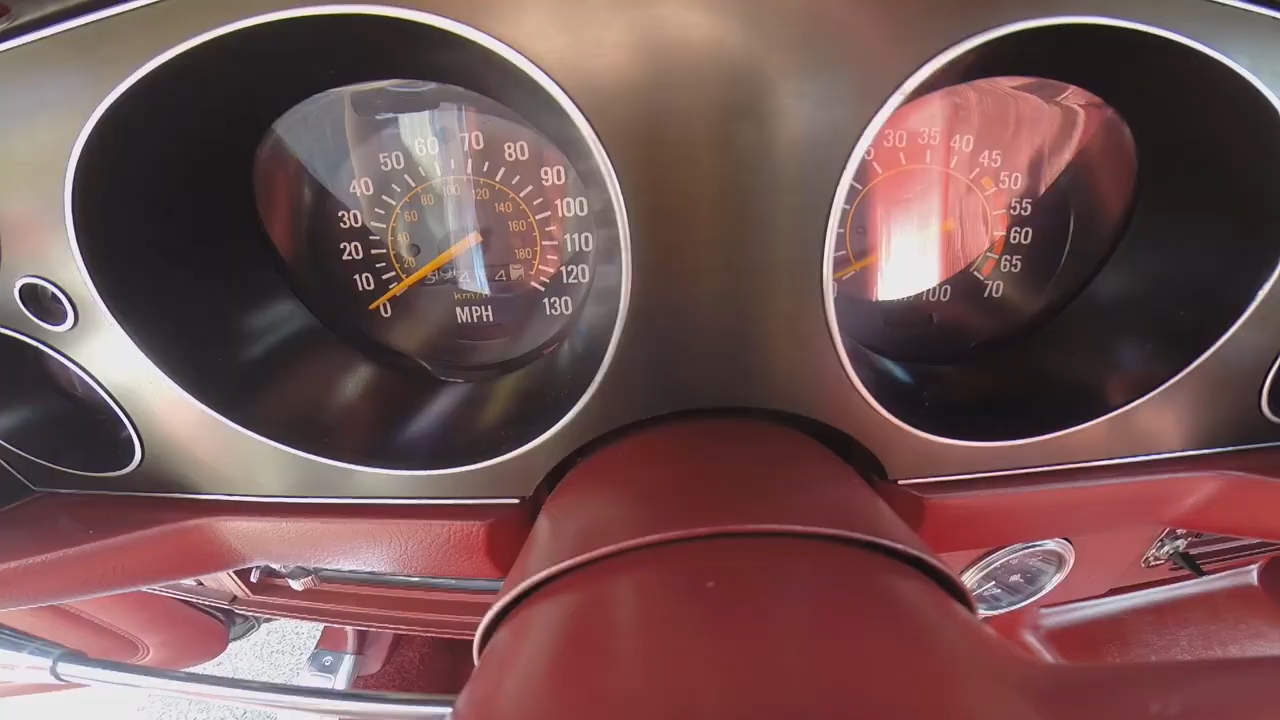 0 10 20 30 40 50 60 70 80 90 100 110 120 130
20 40 60 80 100 120 140 160 180
km/h
MPH
30 35 40 45 50 55 60 65 70
100